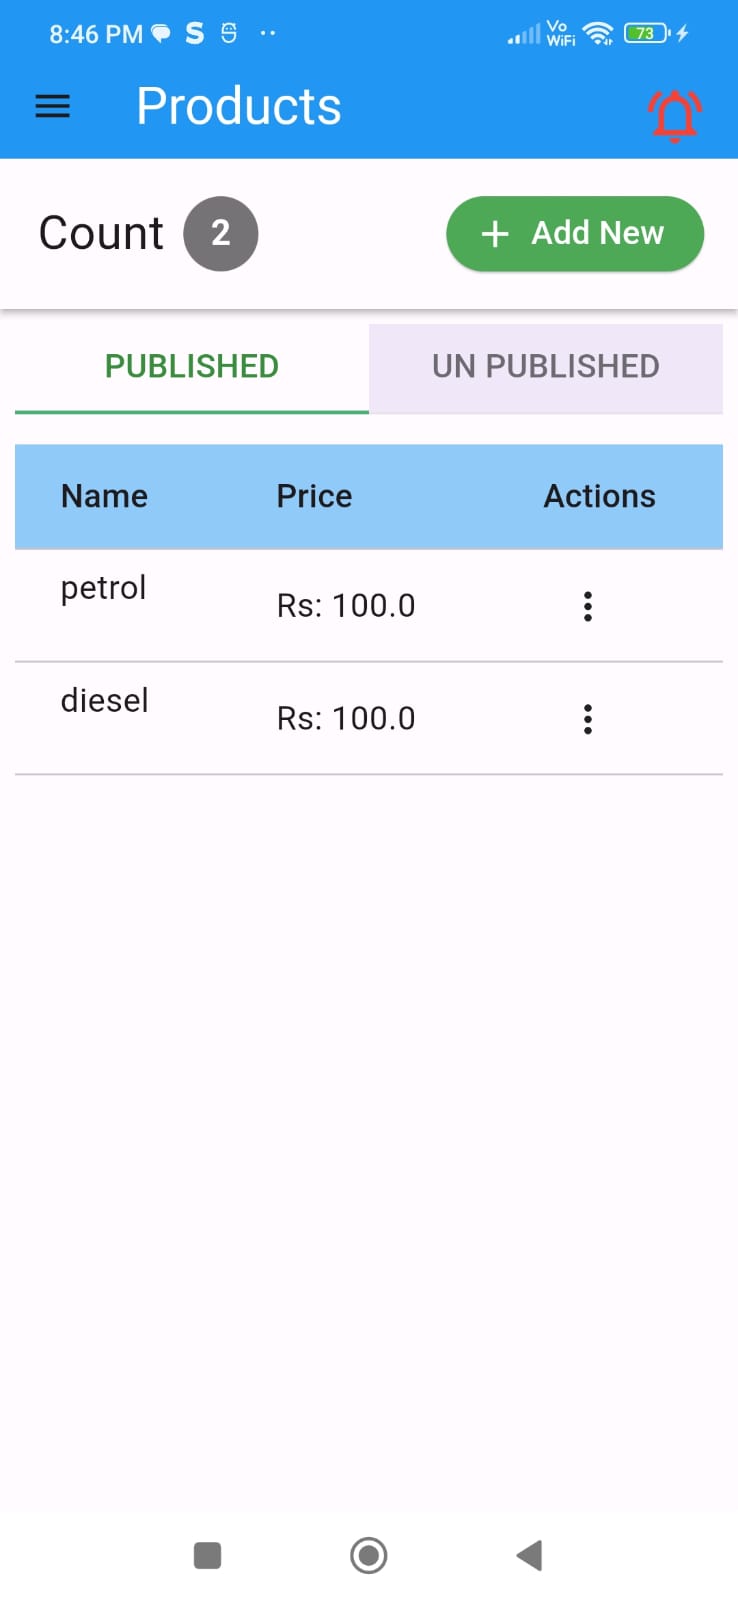 8:46 PM S
Vo
WiFi
73
Products
Count 2
+ Add New
PUBLISHED UN PUBLISHED
Name Price Actions
petrol Rs: 100.0
diesel Rs: 100.0